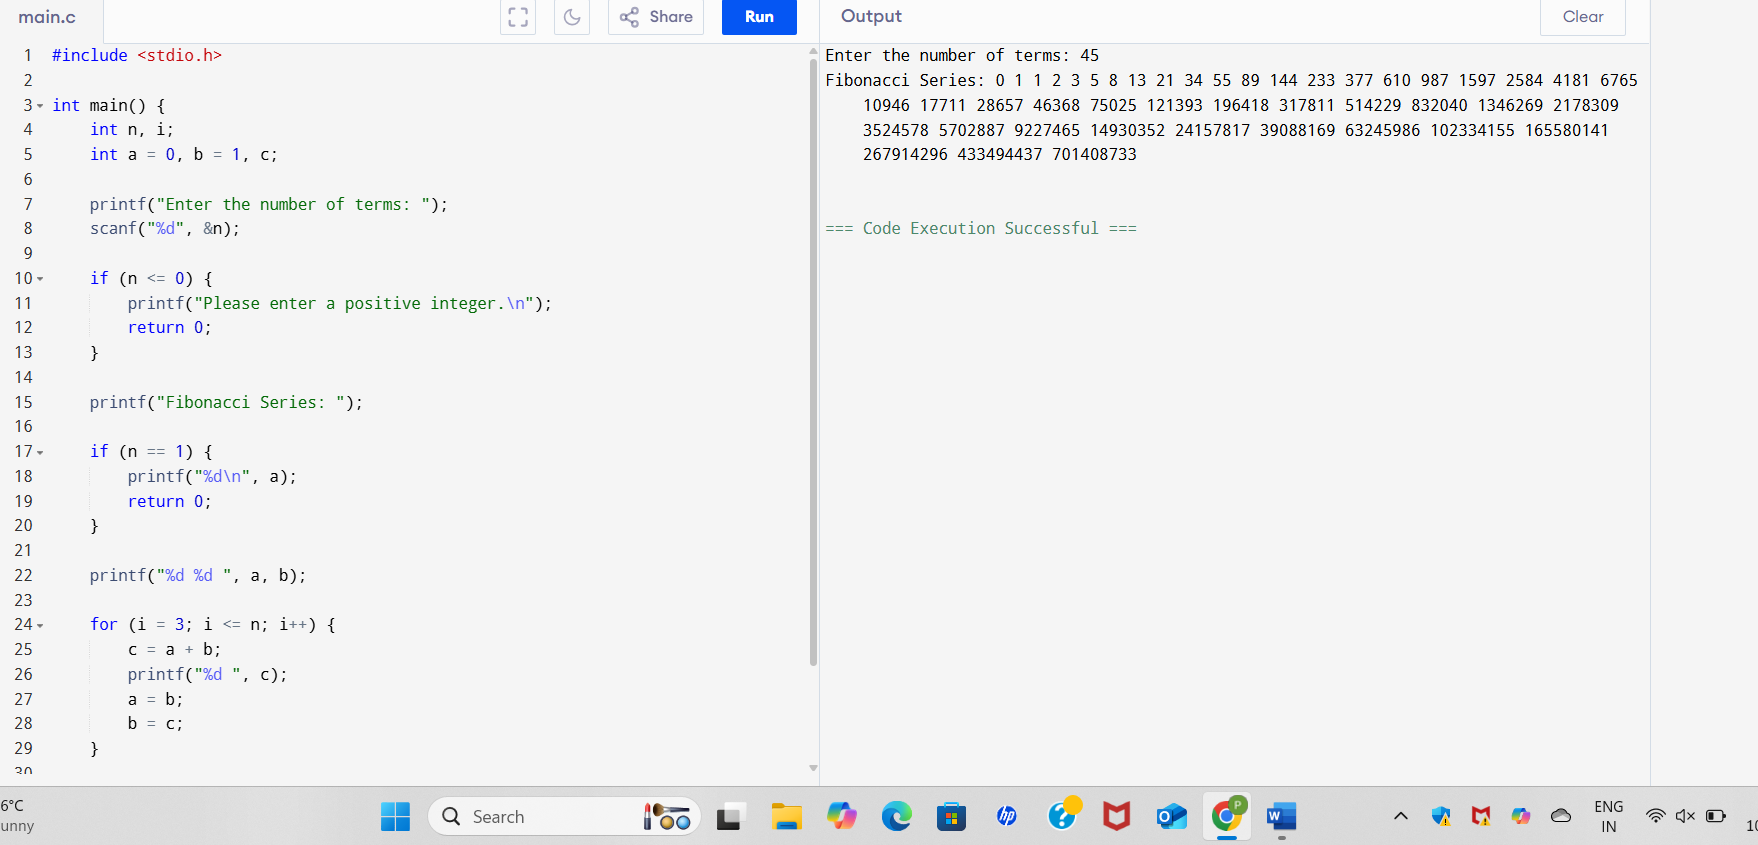 main.c
Share
Run
Output
Clear
1 #include <stdio.h>
2
3 int main() {
4     int n, i;
5     int a = 0, b = 1, c;
6
7     printf("Enter the number of terms: ");
8     scanf("%d", &n);
9
10     if (n <= 0) {
11         printf("Please enter a positive integer.\n");
12         return 0;
13     }
14
15     printf("Fibonacci Series: ");
16
17     if (n == 1) {
18         printf("%d\n", a);
19         return 0;
20     }
21
22     printf("%d %d ", a, b);
23
24     for (i = 3; i <= n; i++) {
25         c = a + b;
26         printf("%d ", c);
27         a = b;
28         b = c;
29     }
30
Enter the number of terms: 45
Fibonacci Series: 0 1 1 2 3 5 8 13 21 34 55 89 144 233 377 610 987 1597 2584 4181 6765
10946 17711 28657 46368 75025 121393 196418 317811 514229 832040 1346269 2178309
3524578 5702887 9227465 14930352 24157817 39088169 63245986 102334155 165580141
267914296 433494437 701408733
=== Code Execution Successful ===
6°C
unny
Search
hp
P
W
ENG
IN
10